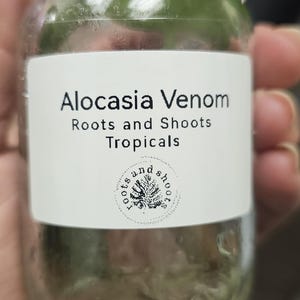 Alocasia Venom
Roots and Shoots
Tropicals
roots and shoots